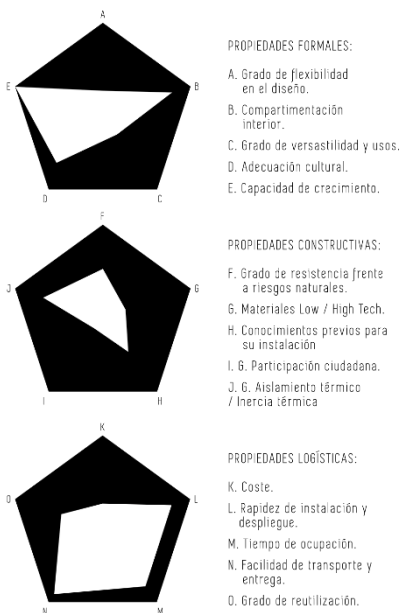 A
E
B
D
C
PROPIEDADES FORMALES:
A. Grado de flexibilidad
en el diseño.
B. Compartimentación
interior.
C. Grado de versastilidad y usos.
D. Adecuación cultural.
E. Capacidad de crecimiento.
F
J
G
I
H
PROPIEDADES CONSTRUCTIVAS:
F. Grado de resistencia frente
a riesgos naturales.
G. Materiales Low / High Tech.
H. Conocimientos previos para
su instalación
I. G. Participación ciudadana.
J. G. Aislamiento térmico
/ Inercia térmica
K
O
L
N
M
PROPIEDADES LOGÍSTICAS:
K. Coste.
L. Rapidez de instalación y
despliegue.
M. Tiempo de ocupación.
N. Facilidad de transporte y
entrega.
O. Grado de reutilización.